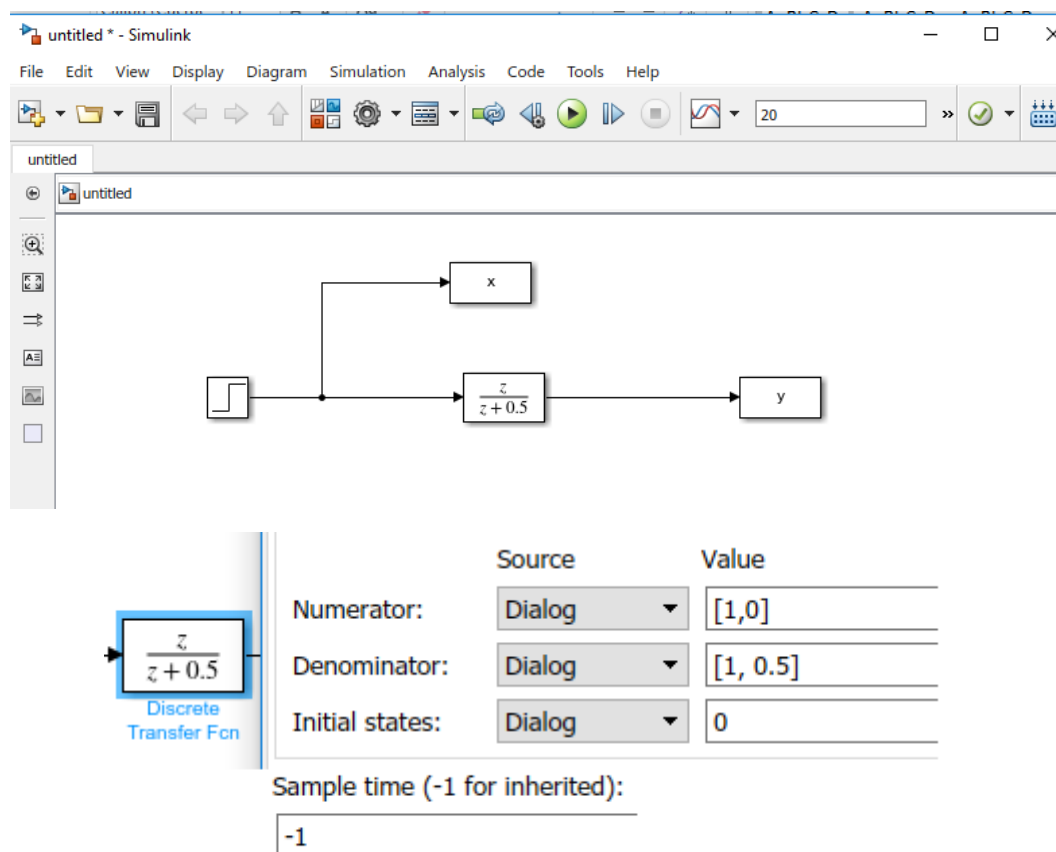 untitled * - Simulink
File Edit View Display Diagram Simulation Analysis Code Tools Help
20 »
untitled
untitled
x
z
z + 0.5
y
Source Value
Numerator: Dialog [1,0]
Denominator: Dialog [1, 0.5]
Initial states: Dialog 0
z
z + 0.5
Discrete
Transfer Fcn
Sample time (-1 for inherited):
-1